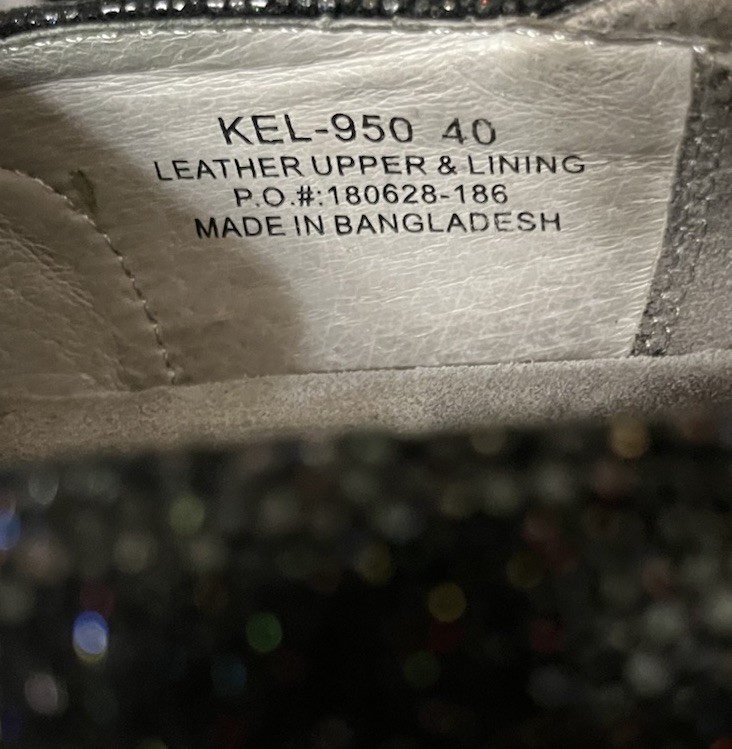 KEL-950 40
LEATHER UPPER & LINING
P.O.#:180628-186
MADE IN BANGLADESH